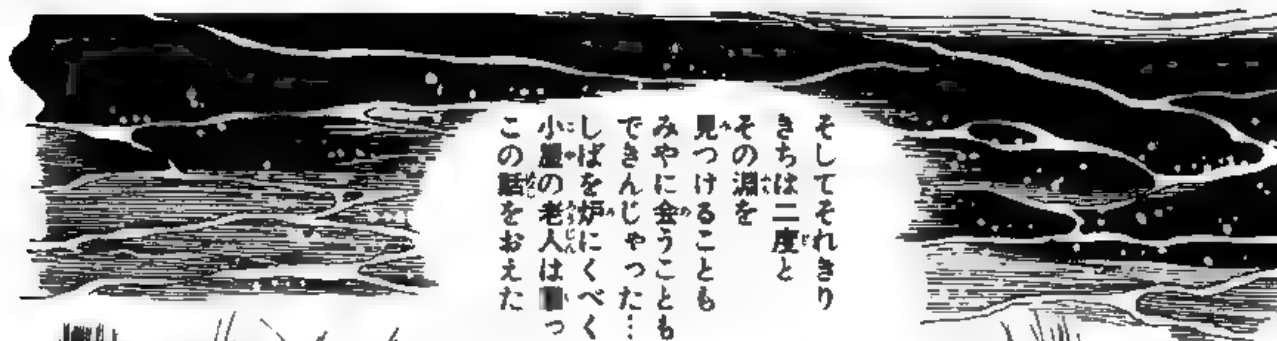 そしてそれきり
きちは二度と
その淵を
見つけることも
みやに会うことも
できんじゃった…
しばを炉にくべく
小屋の老人は っ
この話をおえた